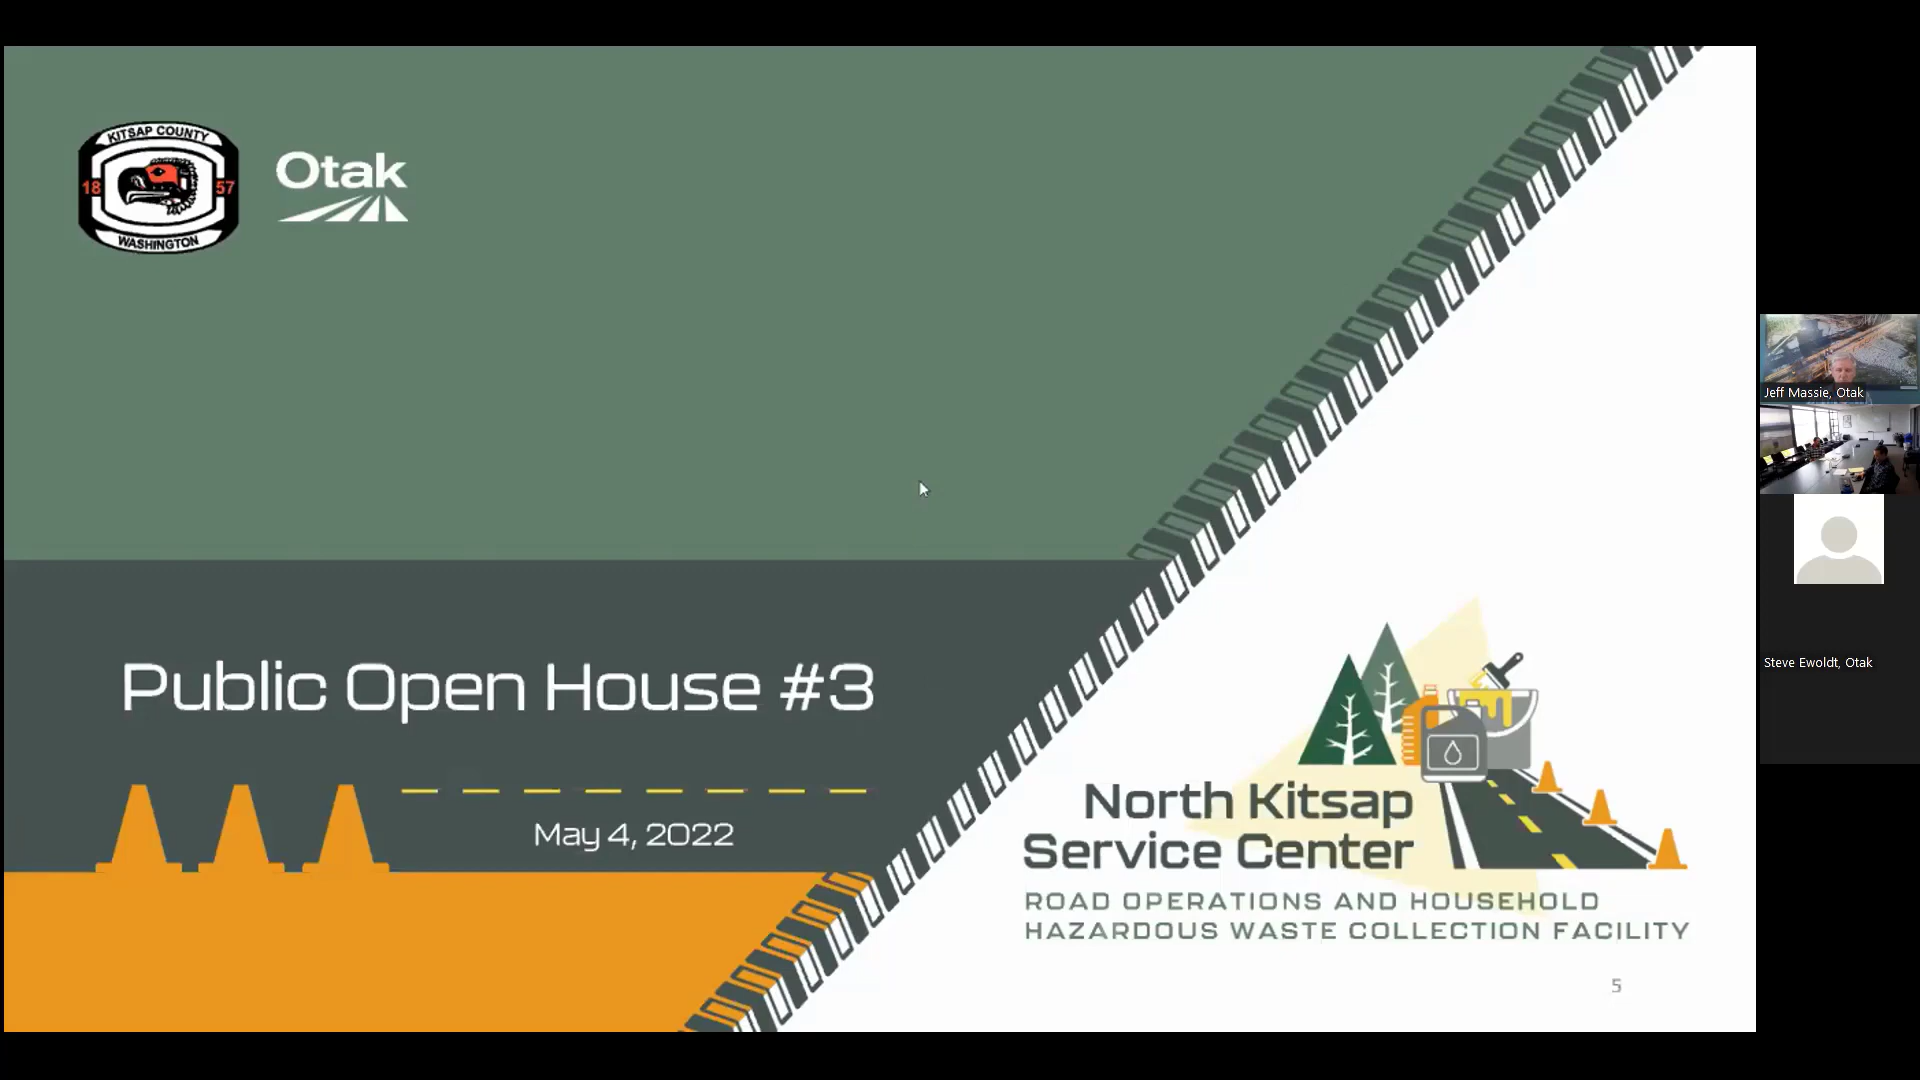 KITSAP COUNTY
18 57
WASHINGTON
Otak
Public Open House #3
May 4, 2022
North Kitsap
Service Center
ROAD OPERATIONS AND HOUSEHOLD
HAZARDOUS WASTE COLLECTION FACILITY
5
Jeff Massie, Otak
Steve Ewoldt, Otak